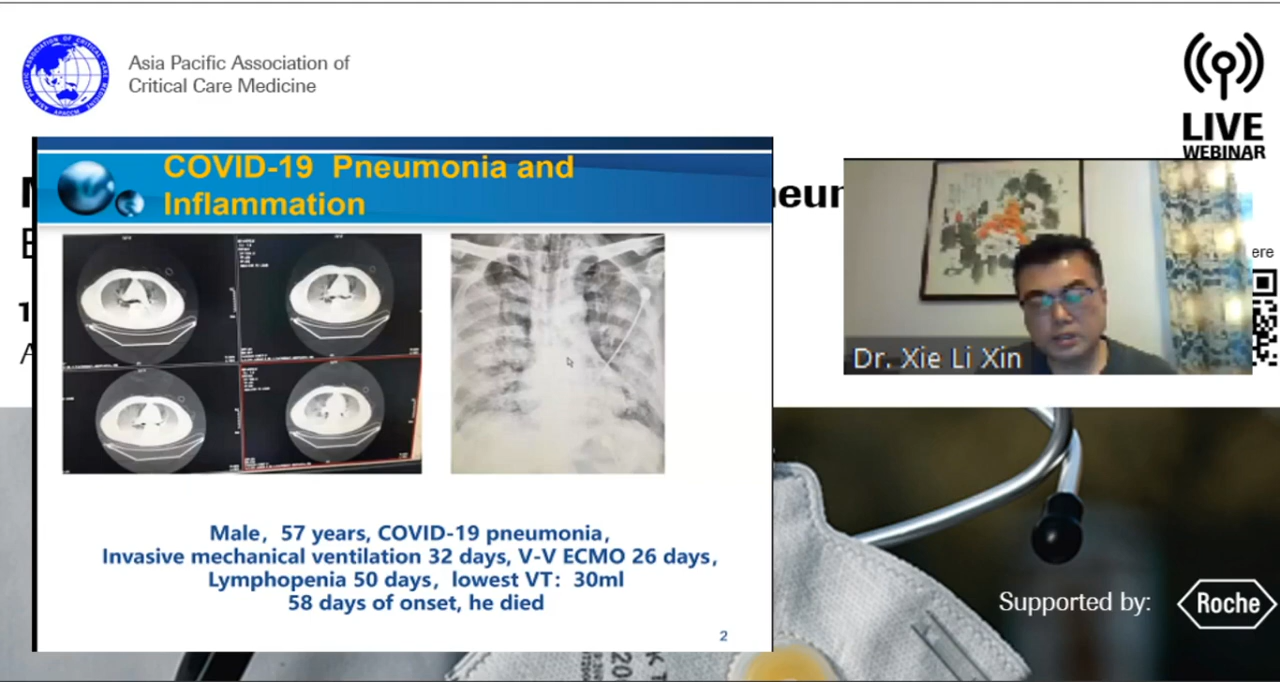 Asia Pacific Association of
Critical Care Medicine
LIVE
WEBINAR
COVID-19 Pneumonia and
Inflammation
Dr. Xie Li Xin
ere
Male, 57 years, COVID-19 pneumonia,
Invasive mechanical ventilation 32 days, V-V ECMO 26 days,
Lymphopenia 50 days, lowest VT: 30ml
58 days of onset, he died
2
Supported by:
Roche